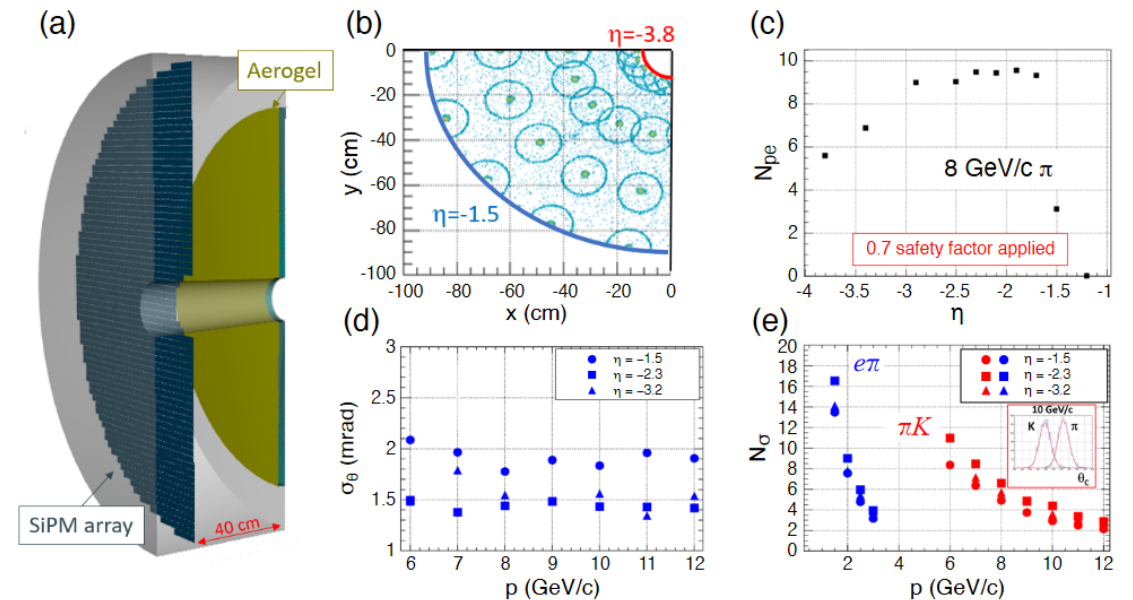 (a)
Aerogel
SiPM array
40 cm
(b)
η=-3.8
0
-20
-40
-60
-80
-100
y (cm)
η=-1.5
-100 -80 -60 -40 -20 0
x (cm)
(c)
10
8
6
4
2
0
Npe
8 GeV/c π
0.7 safety factor applied
-4 -3.5 -3 -2.5 -2 -1.5 -1
η
(d)
3
2.5
2
1.5
1
σθ (mrad)
η = −1.5
η = −2.3
η = −3.2
6 7 8 9 10 11 12
p (GeV/c)
(e)
20
18
16
14
12
10
8
6
4
2
0
Nσ
eπ
πK
η = -1.5
η = -2.3
η = -3.2
10 GeV/c
K π
θc
2 4 6 8 10 12
p (GeV/c)